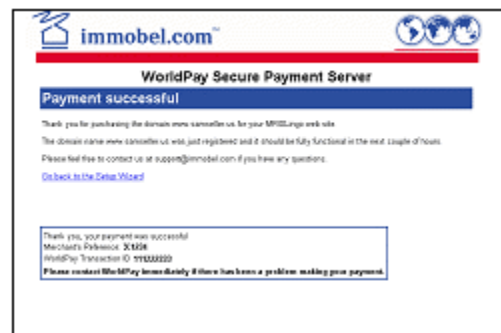 immobel.com™
WorldPay Secure Payment Server
Payment successful
Thank you for purchasing the domain www.samseller.us for your MRSLingo web site
The domain name www.samseller.us was just registered and it should be fully functional in the next couple of hours
Please feel free to contact us at support@immobel.com if you have any questions.
Go back to the Setup Wizard
Thank you, your payment was successful
Merchant's Reference:
WorldPay Transaction ID:
Please contact WorldPay immediately if there has been a problem making your payment.